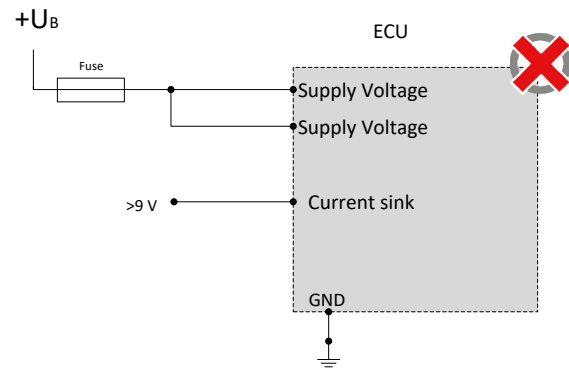 +UB
ECU
Fuse
Supply Voltage
Supply Voltage
>9 V
Current sink
GND